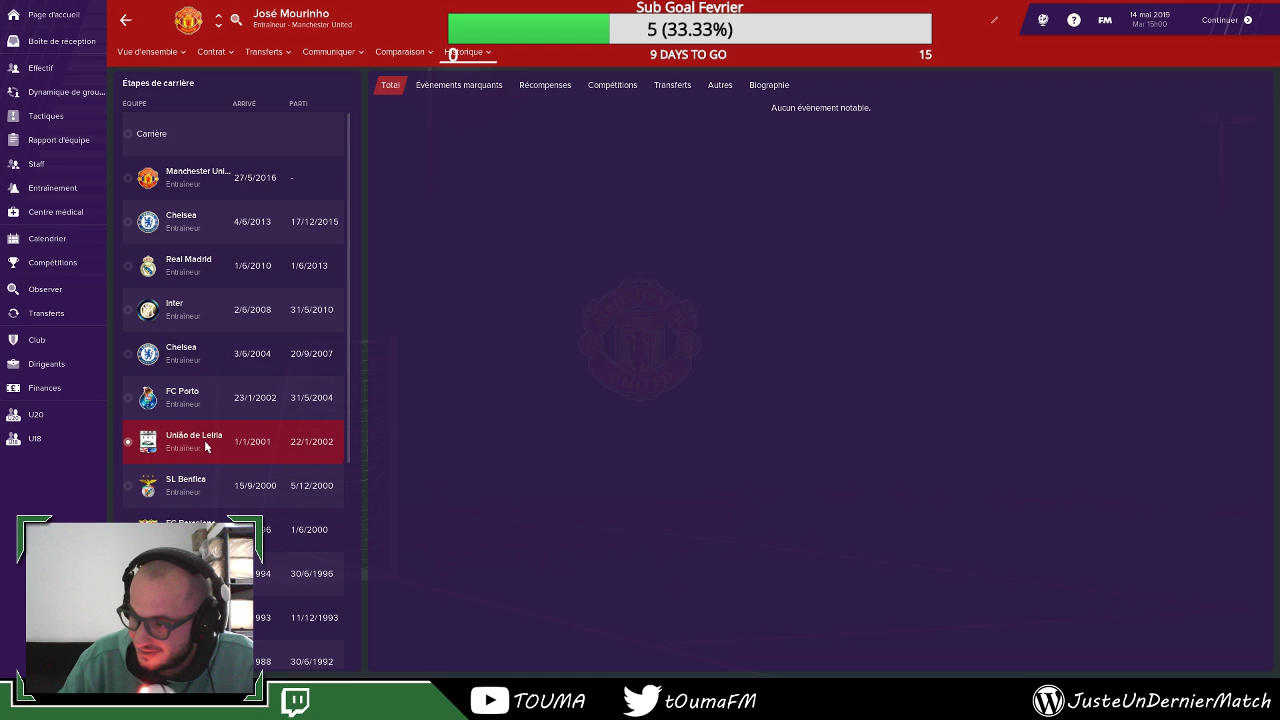 José Mourinho
Entraîneur - Manchester United
Sub Goal Fevrier
5 (33.33%)
0
9 DAYS TO GO
15
14 mai 2019
Mar 15h00
FM
Continuer
Vue d'ensemble
Contrat
Transferts
Communiquer
Comparaison
Historique
Page d'accueil
Boîte de réception
Effectif
Dynamique de grou...
Tactiques
Rapport d'équipe
Staff
Entraînement
Centre médical
Calendrier
Compétitions
Observer
Transferts
Club
Dirigeants
Finances
U20
U18
Étapes de carrière
ÉQUIPE ARRIVÉ PARTI
Carrière
Manchester Uni... 27/5/2016 -
Entraîneur
Chelsea 4/6/2013 17/12/2015
Entraîneur
Real Madrid 1/6/2010 1/6/2013
Entraîneur
Inter 2/6/2008 31/5/2010
Entraîneur
Chelsea 3/6/2004 20/9/2007
Entraîneur
FC Porto 23/1/2002 31/5/2004
Entraîneur
União de Leiria 1/1/2001 22/1/2002
Entraîneur
SL Benfica 15/9/2000 5/12/2000
Entraîneur
96 1/6/2000
994 30/6/1996
993 11/12/1993
988 30/6/1992
Total Évènements marquants Récompenses Compétitions Transferts Autres Biographie
Aucun évènement notable.
TOUMA
tOumaFM
JusteUnDernierMatch